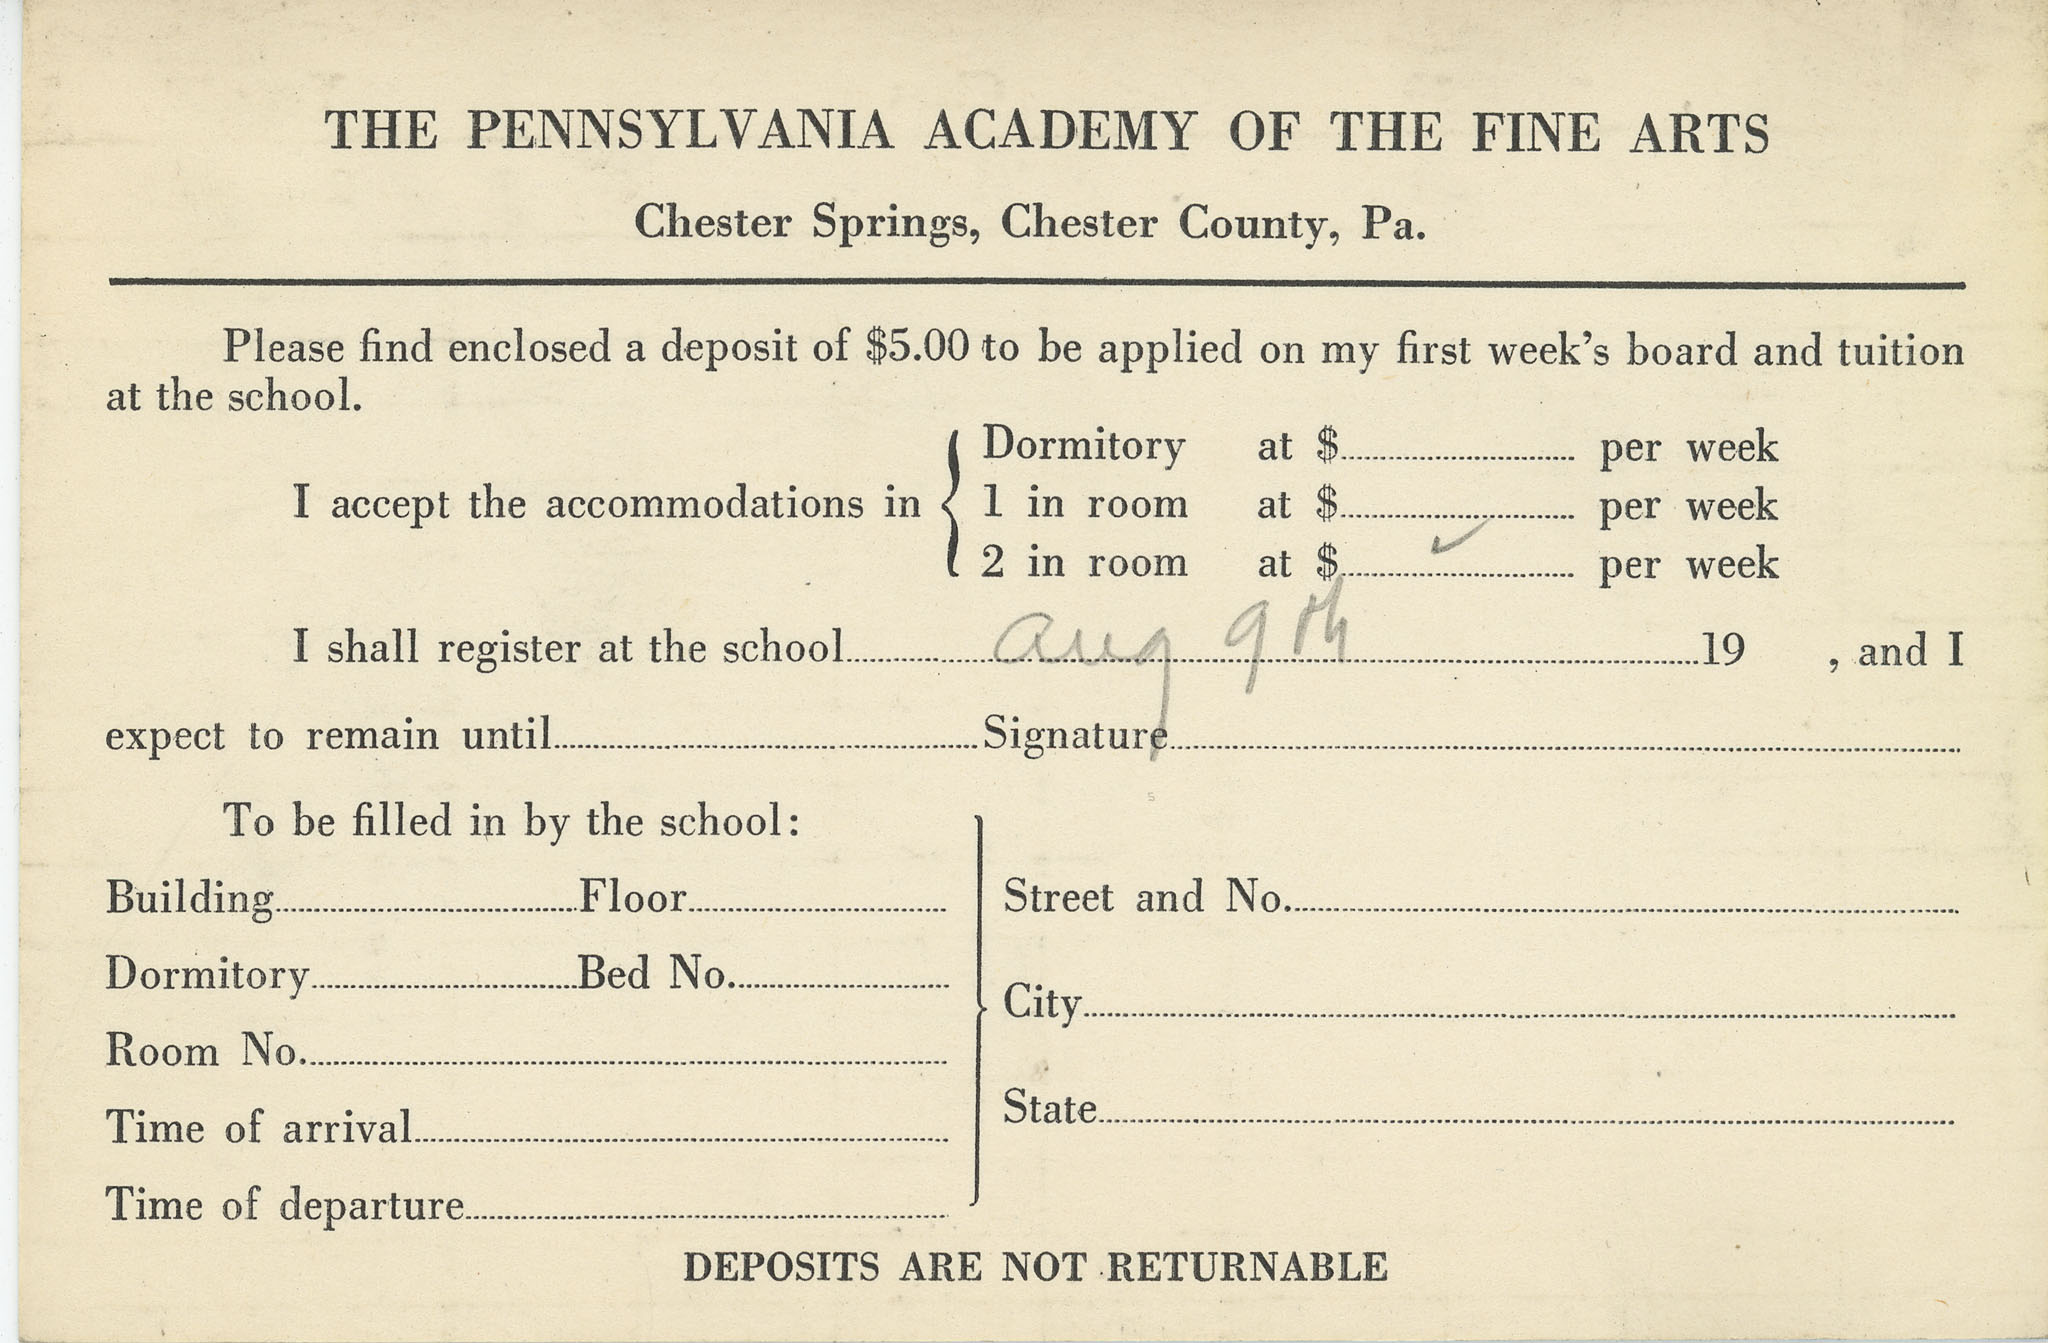 THE PENNSYLVANIA ACADEMY OF THE FINE ARTS
Chester Springs, Chester County, Pa.
Please find enclosed a deposit of $5.00 to be applied on my first week's board and tuition
at the school.
I accept the accommodations in { Dormitory at $ per week
1 in room at $ per week
2 in room at $ ✓ per week
I shall register at the school aug 9th 19 , and I
expect to remain until Signature
To be filled in by the school:
Building Floor
Dormitory Bed No.
Room No.
Time of arrival
Time of departure
Street and No.
City
State
DEPOSITS ARE NOT RETURNABLE